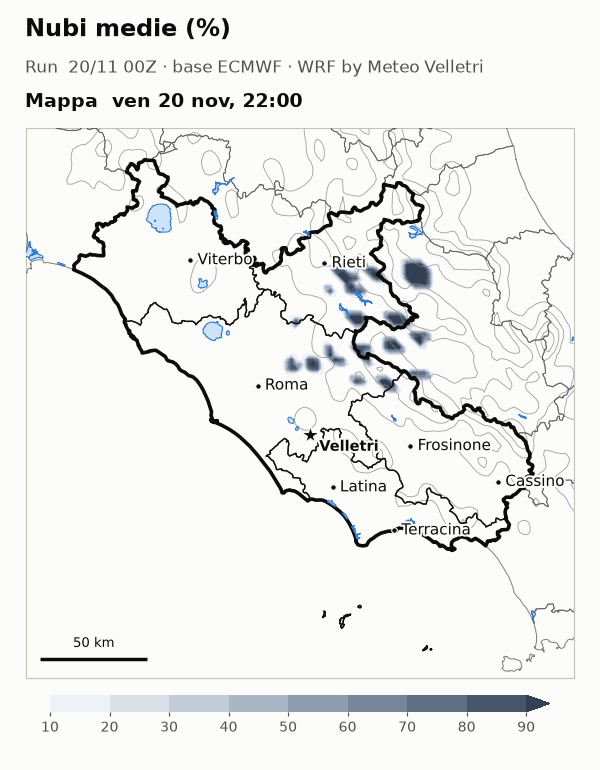 Nubi medie (%)
Run  20/11 00Z · base ECMWF · WRF by Meteo Velletri
Mappa  ven 20 nov, 22:00
Viterbo
Rieti
Roma
Velletri
Frosinone
Latina
Cassino
Terracina
50 km
10 20 30 40 50 60 70 80 90